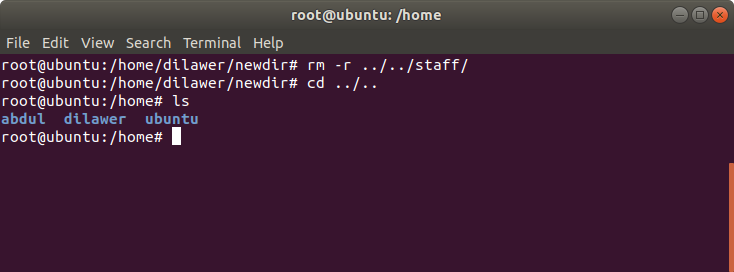 root@ubuntu: /home
File Edit View Search Terminal Help
root@ubuntu:/home/dilawer/newdir# rm -r ../../staff/
root@ubuntu:/home/dilawer/newdir# cd ../..
root@ubuntu:/home# ls
abdul  dilawer  ubuntu
root@ubuntu:/home#